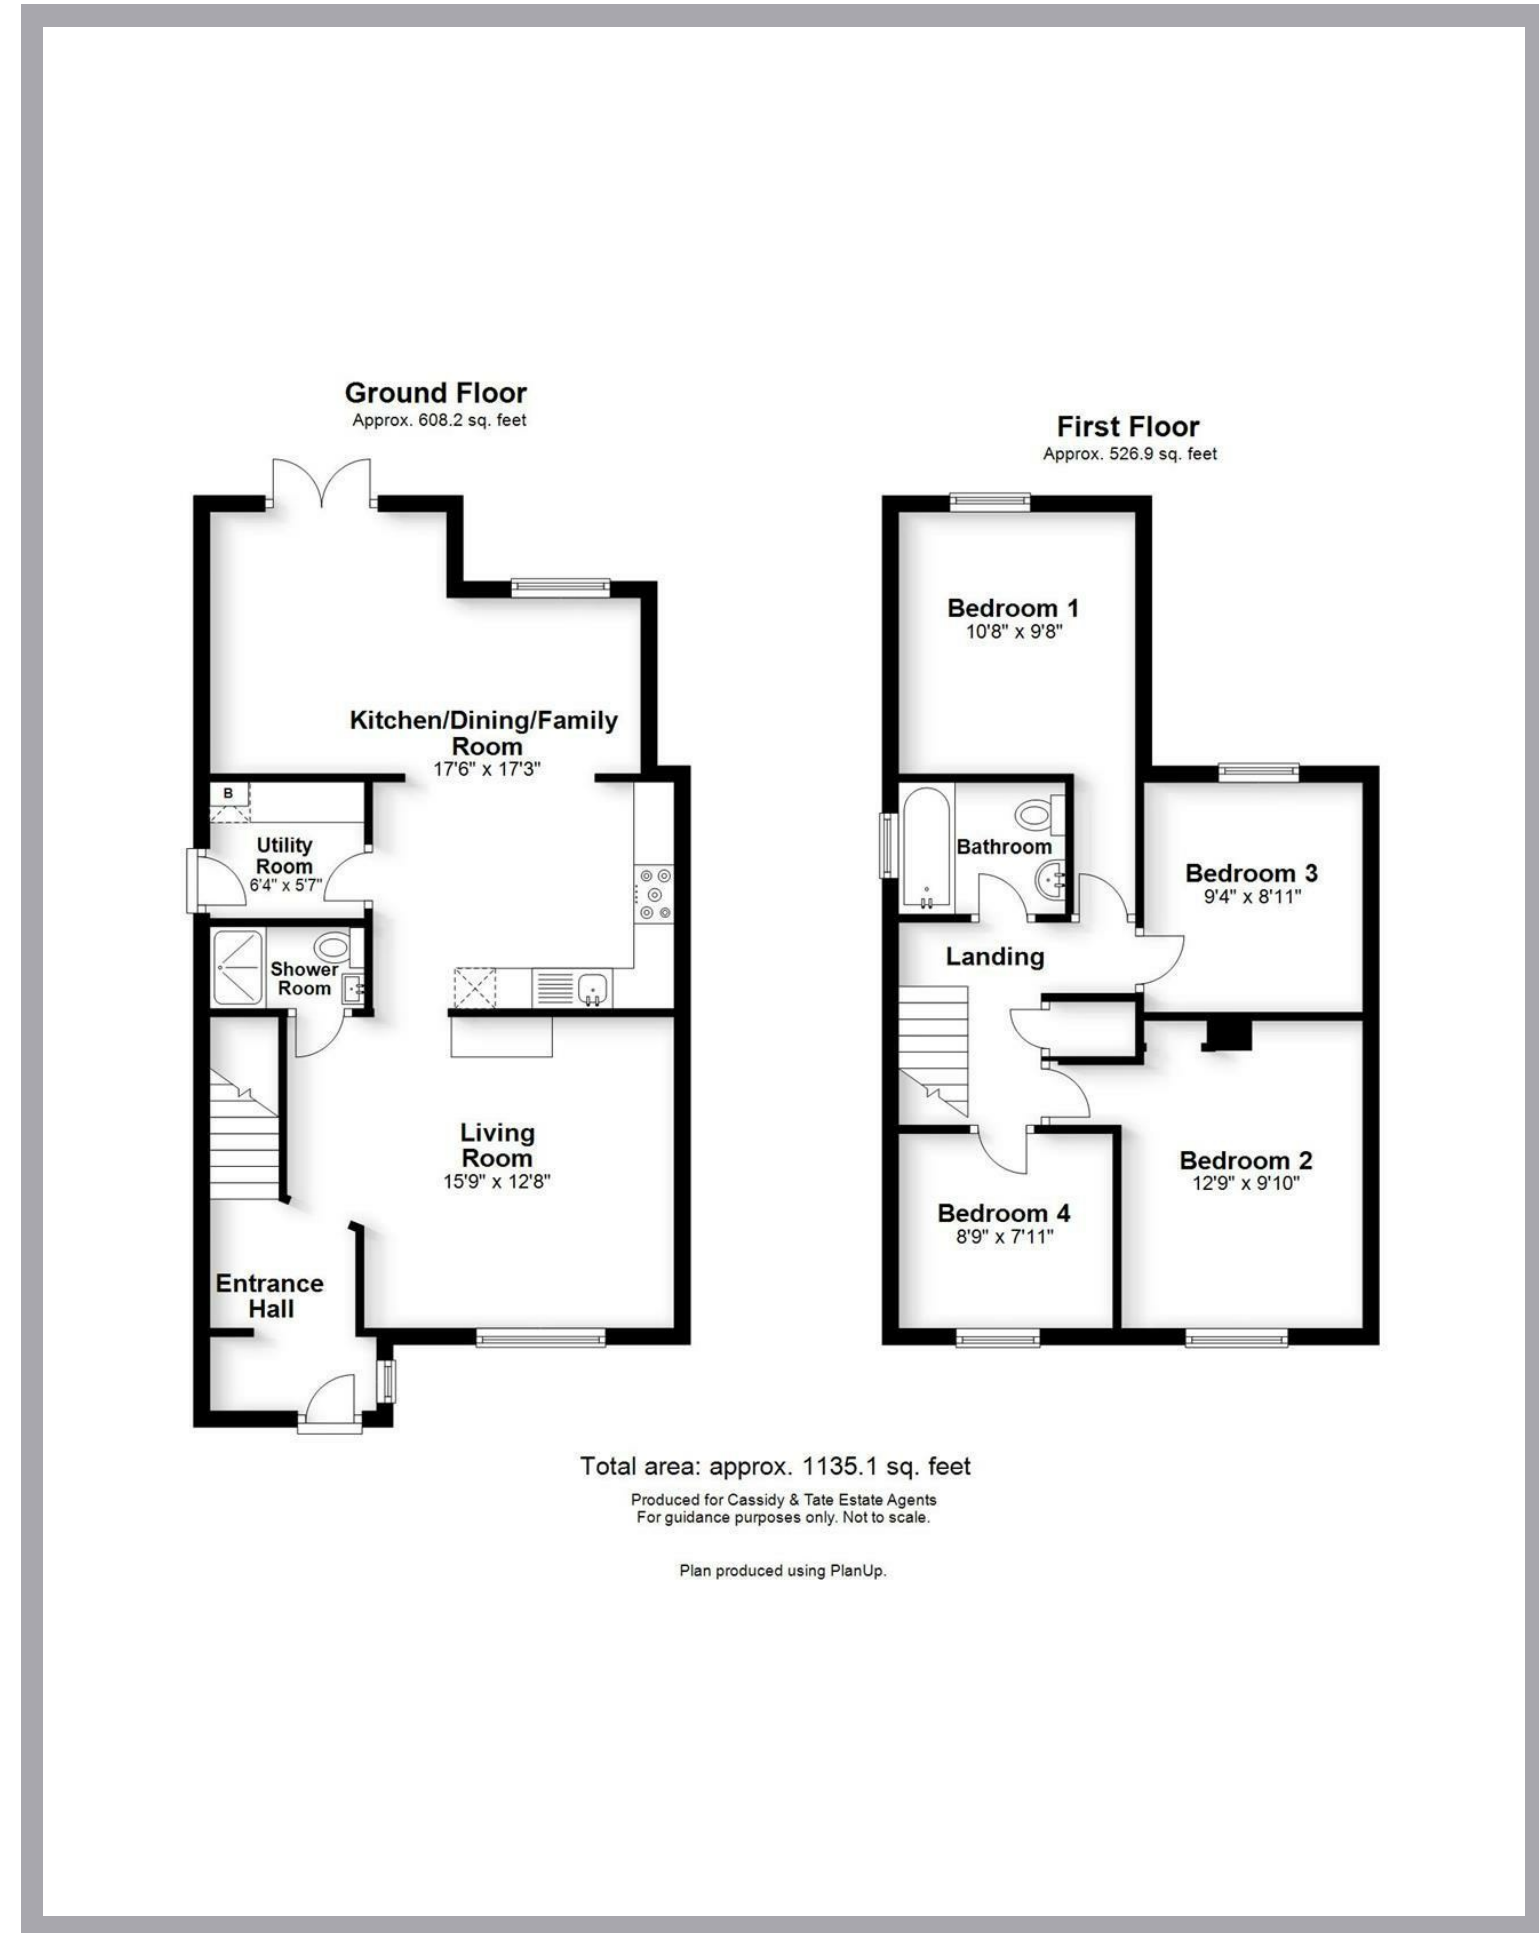 Ground Floor
Approx. 608.2 sq. feet
Kitchen/Dining/Family
Room
17'6" x 17'3"
B
Utility
Room
6'4" x 5'7"
Shower
Room
Living
Room
15'9" x 12'8"
Entrance
Hall
First Floor
Approx. 526.9 sq. feet
Bedroom 1
10'8" x 9'8"
Bathroom
Bedroom 3
9'4" x 8'11"
Landing
Bedroom 2
12'9" x 9'10"
Bedroom 4
8'9" x 7'11"
Total area: approx. 1135.1 sq. feet
Produced for Cassidy & Tate Estate Agents
For guidance purposes only. Not to scale.
Plan produced using PlanUp.